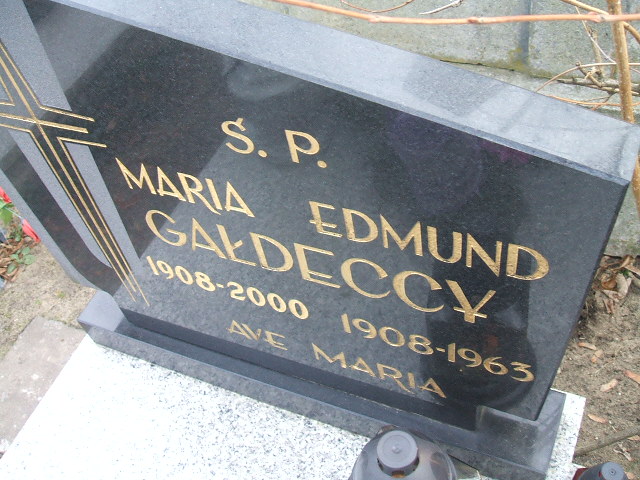 Ś. P.
MARIA EDMUND
GAŁDECCY
1908-2000 1908-1963
AVE MARIA